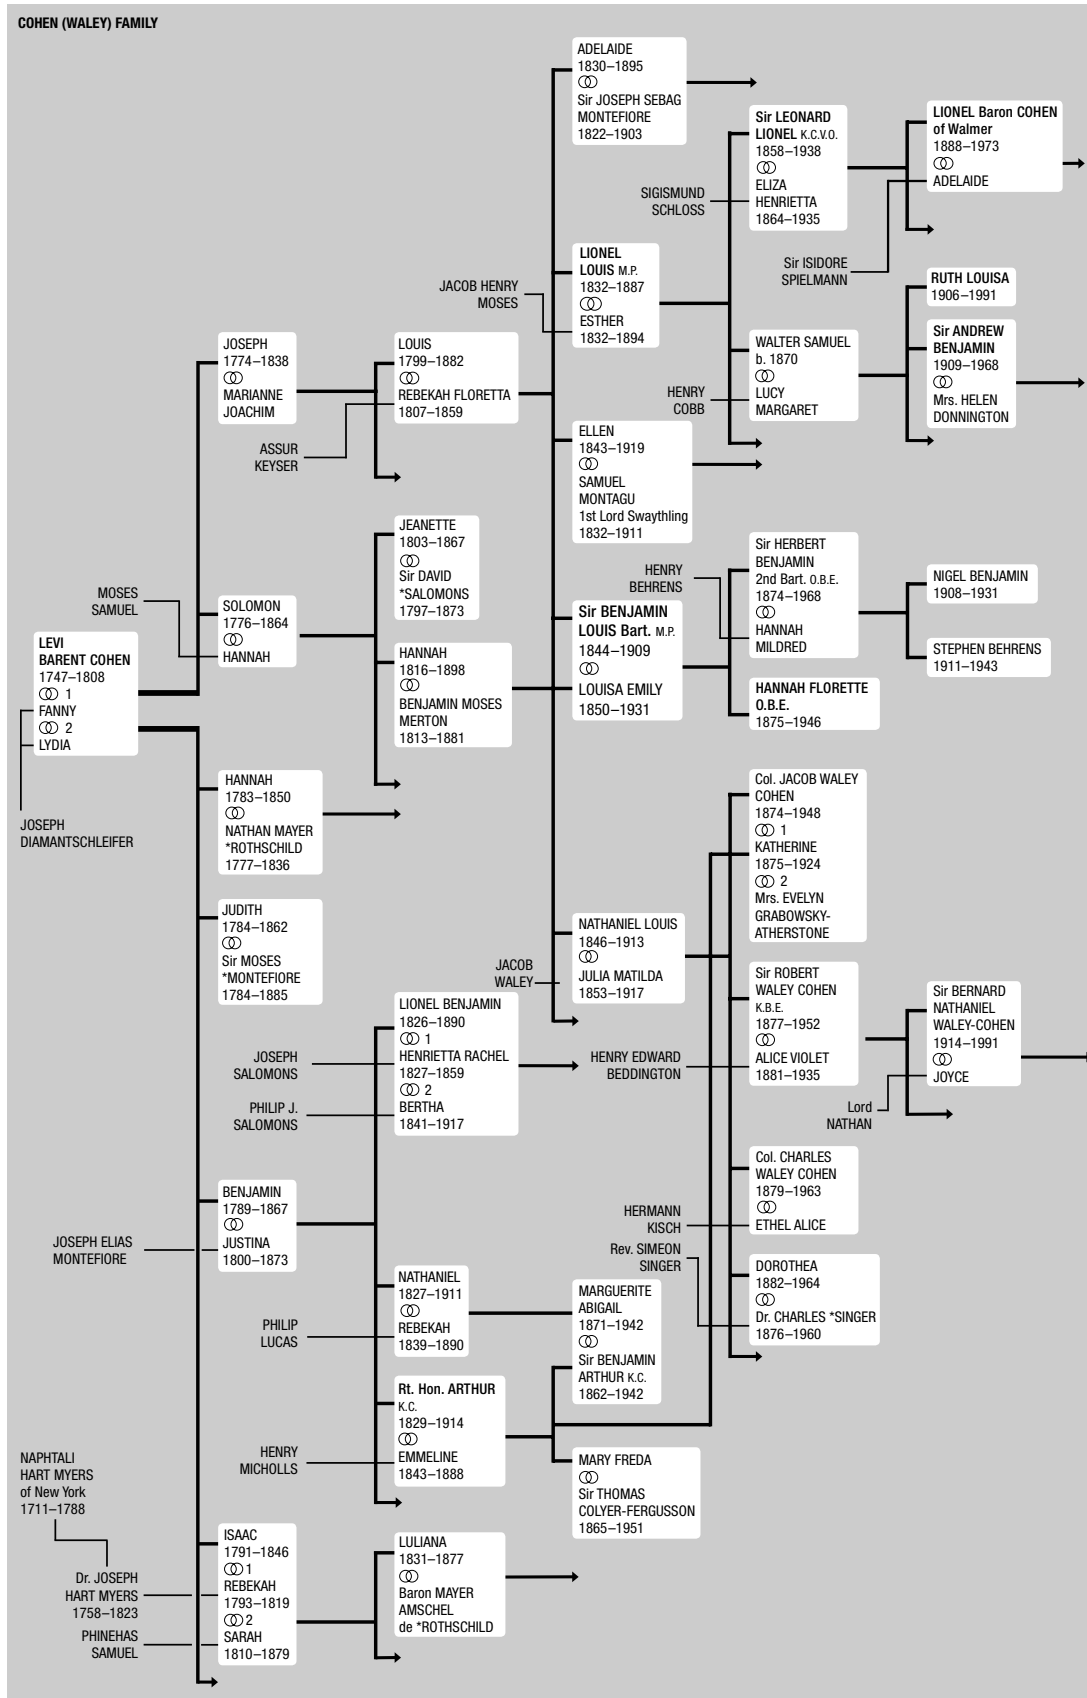 COHEN (WALEY) FAMILY
LEVI
BARENT COHEN
1747–1808
1
FANNY
2
LYDIA
JOSEPH
DIAMANTSCHLEIFER
JOSEPH
1774–1838
MARIANNE
JOACHIM
MOSES
SAMUEL
SOLOMON
1776–1864
HANNAH
HANNAH
1783–1850
NATHAN MAYER
*ROTHSCHILD
1777–1836
JUDITH
1784–1862
Sir MOSES
*MONTEFIORE
1784–1885
JOSEPH ELIAS
MONTEFIORE
BENJAMIN
1789–1867
JUSTINA
1800–1873
NAPHTALI
HART MYERS
of New York
1711–1788
Dr. JOSEPH
HART MYERS
1758–1823
PHINEHAS
SAMUEL
ISAAC
1791–1846
1
REBEKAH
1793–1819
2
SARAH
1810–1879
ASSUR
KEYSER
LOUIS
1799–1882
REBEKAH FLORETTA
1807–1859
JEANETTE
1803–1867
Sir DAVID
*SALOMONS
1797–1873
HANNAH
1816–1898
BENJAMIN MOSES
MERTON
1813–1881
JOSEPH
SALOMONS
PHILIP J.
SALOMONS
LIONEL BENJAMIN
1826–1890
1
HENRIETTA RACHEL
1827–1859
2
BERTHA
1841–1917
PHILIP
LUCAS
NATHANIEL
1827–1911
REBEKAH
1839–1890
HENRY
MICHOLLS
Rt. Hon. ARTHUR
K.C.
1829–1914
EMMELINE
1843–1888
LULIANA
1831–1877
Baron MAYER
AMSCHEL
de *ROTHSCHILD
ADELAIDE
1830–1895
Sir JOSEPH SEBAG
MONTEFIORE
1822–1903
JACOB HENRY
MOSES
LIONEL
LOUIS M.P.
1832–1887
ESTHER
1832–1894
ELLEN
1843–1919
SAMUEL
MONTAGU
1st Lord Swaythling
1832–1911
Sir BENJAMIN
LOUIS Bart. M.P.
1844–1909
LOUISA EMILY
1850–1931
JACOB
WALEY
NATHANIEL LOUIS
1846–1913
JULIA MATILDA
1853–1917
MARGUERITE
ABIGAIL
1871–1942
Sir BENJAMIN
ARTHUR K.C.
1862–1942
MARY FREDA
Sir THOMAS
COLYER-FERGUSSON
1865–1951
SIGISMUND
SCHLOSS
Sir LEONARD
LIONEL K.C.V.O.
1858–1938
ELIZA
HENRIETTA
1864–1935
HENRY
COBB
WALTER SAMUEL
b. 1870
LUCY
MARGARET
HENRY
BEHRENS
Sir HERBERT
BENJAMIN
2nd Bart. O.B.E.
1874–1968
HANNAH
MILDRED
HANNAH FLORETTE
O.B.E.
1875–1946
Col. JACOB WALEY
COHEN
1874–1948
1
KATHERINE
1875–1924
2
Mrs. EVELYN
GRABOWSKY-
ATHERSTONE
HENRY EDWARD
BEDDINGTON
Sir ROBERT
WALEY COHEN
K.B.E.
1877–1952
ALICE VIOLET
1881–1935
HERMANN
KISCH
Col. CHARLES
WALEY COHEN
1879–1963
ETHEL ALICE
Rev. SIMEON
SINGER
DOROTHEA
1882–1964
Dr. CHARLES *SINGER
1876–1960
Sir ISIDORE
SPIELMANN
LIONEL Baron COHEN
of Walmer
1888–1973
ADELAIDE
RUTH LOUISA
1906–1991
Sir ANDREW
BENJAMIN
1909–1968
Mrs. HELEN
DONNINGTON
NIGEL BENJAMIN
1908–1931
STEPHEN BEHRENS
1911–1943
Lord
NATHAN
Sir BERNARD
NATHANIEL
WALEY-COHEN
1914–1991
JOYCE